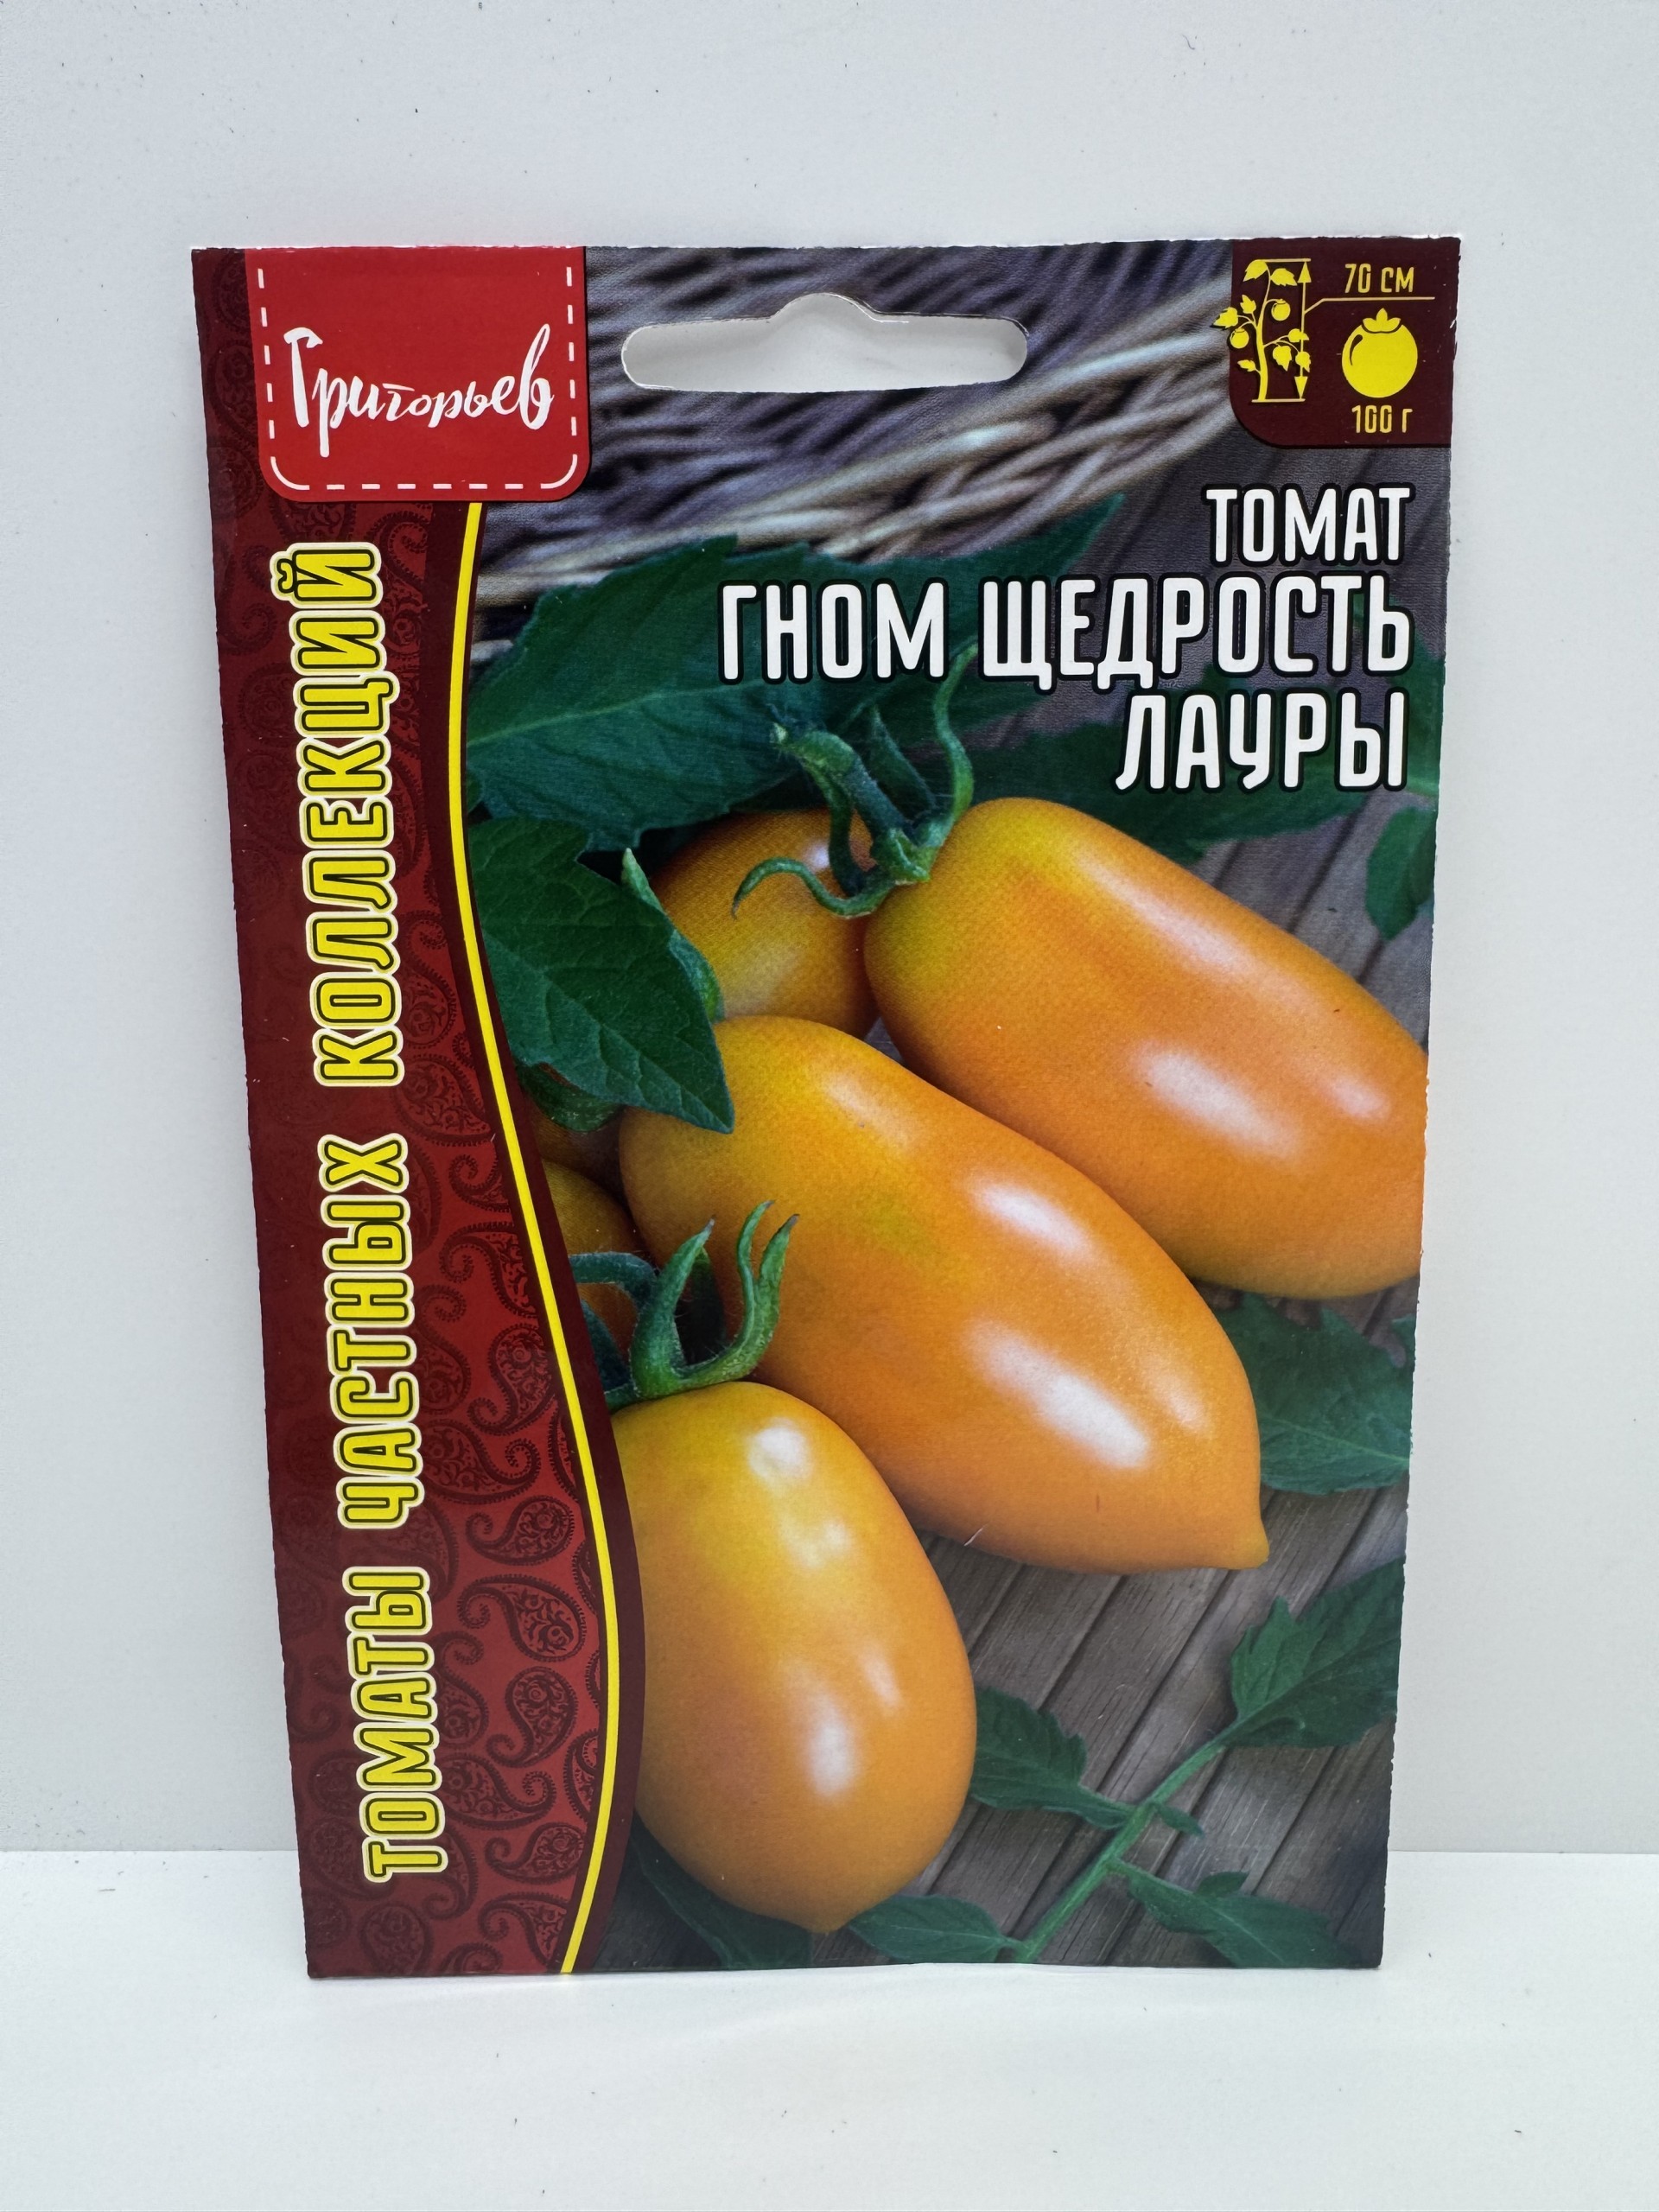 Григорьев
70 см
100 г
ТОМАТ
ГНОМ ЩЕДРОСТЬ
ЛАУРЫ
ТОМАТЫ ЧАСТНЫХ КОЛЛЕКЦИЙ